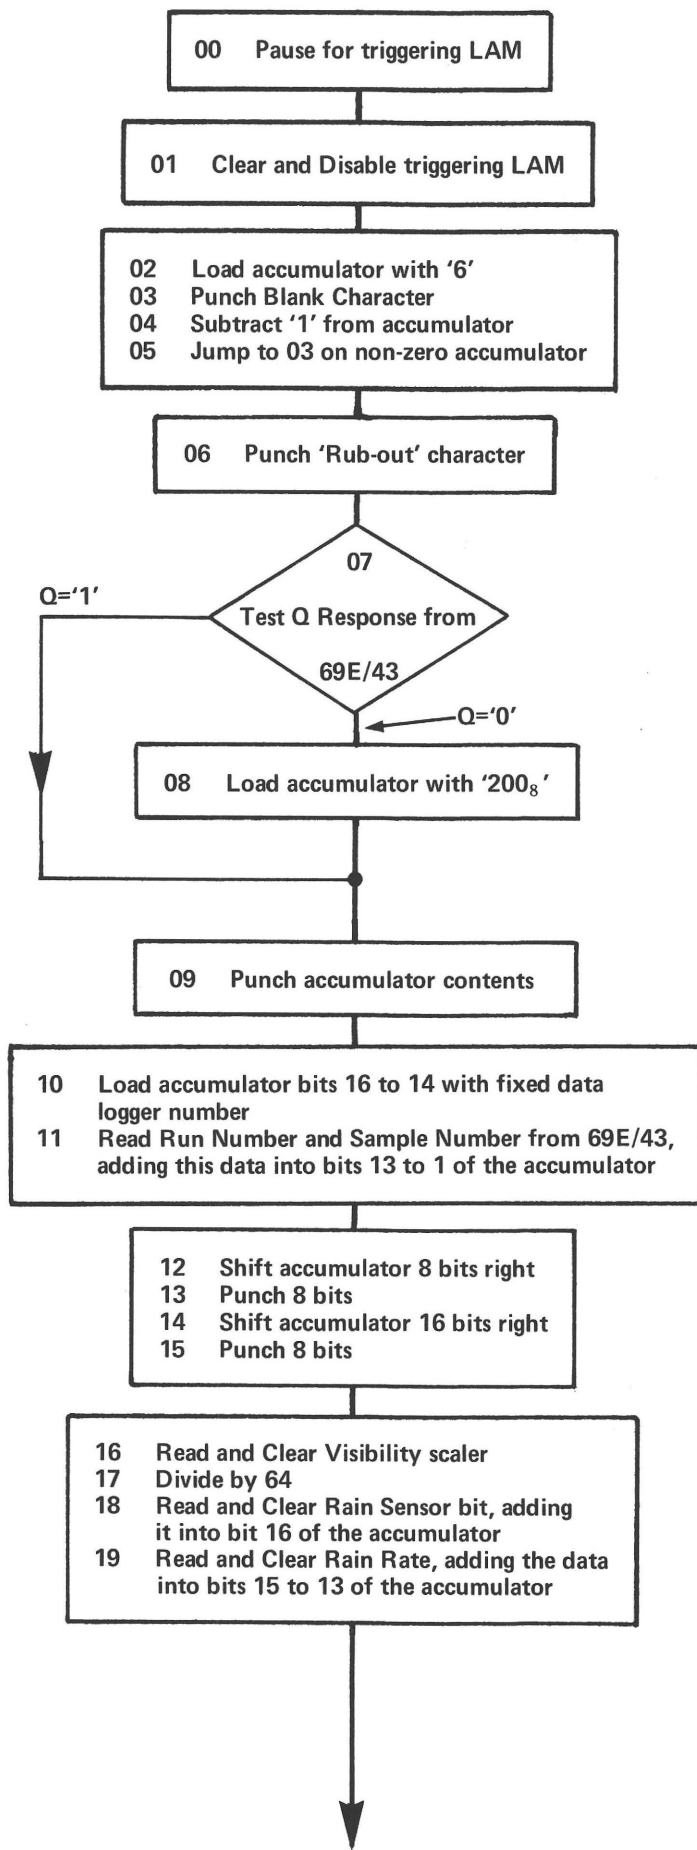 00 Pause for triggering LAM
01 Clear and Disable triggering LAM
02 Load accumulator with ‘6’
03 Punch Blank Character
04 Subtract ‘1’ from accumulator
05 Jump to 03 on non-zero accumulator
06 Punch ‘Rub-out’ character
07
Q=‘1’
Test Q Response from
69E/43
Q=‘0’
08 Load accumulator with ‘200₈’
09 Punch accumulator contents
10 Load accumulator bits 16 to 14 with fixed data
logger number
11 Read Run Number and Sample Number from 69E/43,
adding this data into bits 13 to 1 of the accumulator
12 Shift accumulator 8 bits right
13 Punch 8 bits
14 Shift accumulator 16 bits right
15 Punch 8 bits
16 Read and Clear Visibility scaler
17 Divide by 64
18 Read and Clear Rain Sensor bit, adding
it into bit 16 of the accumulator
19 Read and Clear Rain Rate, adding the data
into bits 15 to 13 of the accumulator